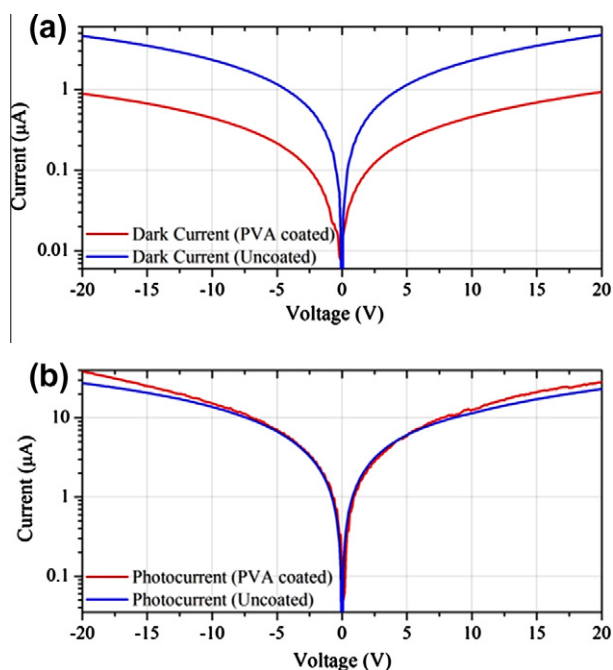 (a)
Current (µA)
1
0.1
0.01
Dark Current (PVA coated)
Dark Current (Uncoated)
-20 -15 -10 -5 0 5 10 15 20
Voltage (V)
(b)
Current (µA)
10
1
0.1
Photocurrent (PVA coated)
Photocurrent (Uncoated)
-20 -15 -10 -5 0 5 10 15 20
Voltage (V)